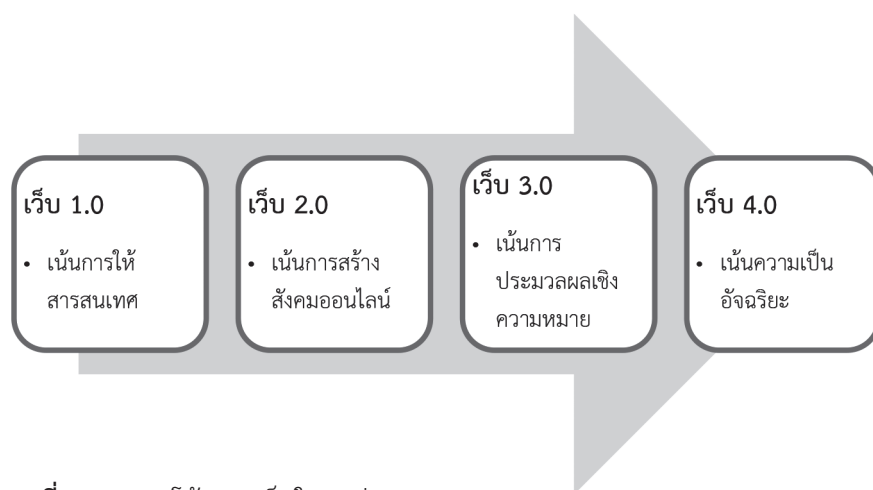 เว็บ 1.0
• เน้นการให้
สารสนเทศ
เว็บ 2.0
• เน้นการสร้าง
สังคมออนไลน์
เว็บ 3.0
• เน้นการ
ประมวลผลเชิง
ความหมาย
เว็บ 4.0
• เน้นความเป็น
อัจฉริยะ